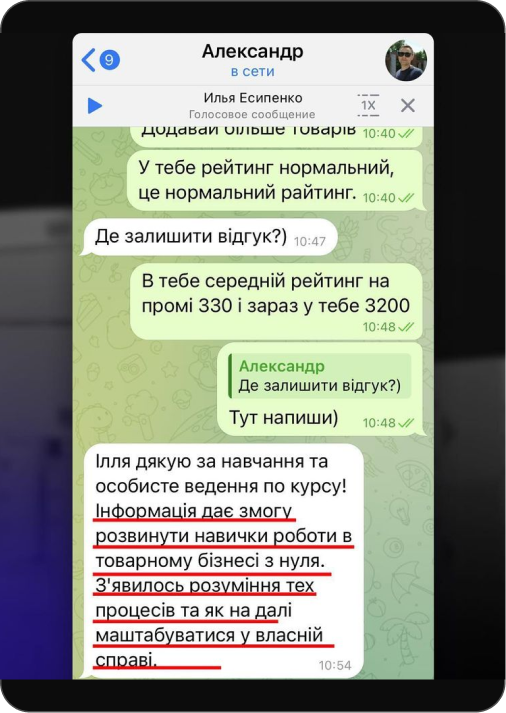 9
Александр
в сети
Илья Есипенко
Голосовое сообщение
1X
Додавай більше товарів 10:40
У тебе рейтинг нормальний,
це нормальний райтинг. 10:40
Де залишити відгук?) 10:47
В тебе середній рейтинг на
промі 330 і зараз у тебе 3200
10:48
Александр
Де залишити відгук?)
Тут напиши) 10:48
Ілля дякую за навчання та
особисте ведення по курсу!
Інформація дає змогу
розвинути навички роботи в
товарному бізнесі з нуля.
З'явилось розуміння тех
процесів та як на далі
маштабуватися у власній
справі. 10:54